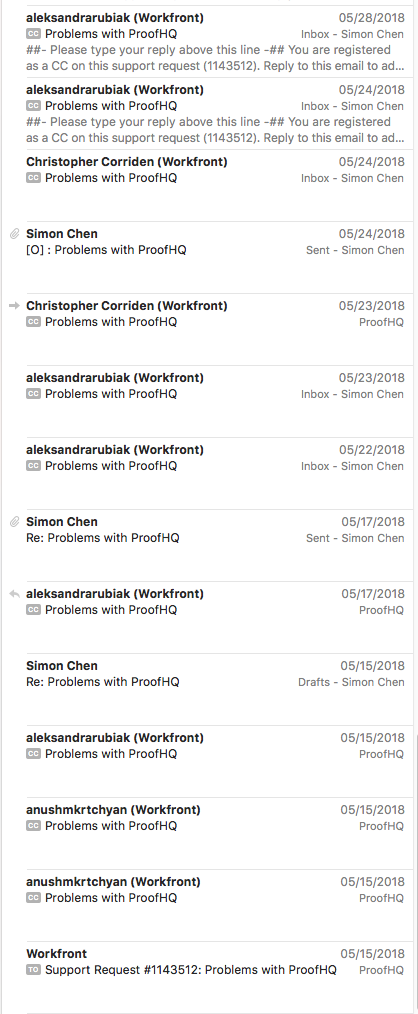 aleksandrarubiak (Workfront) 05/28/2018
CC Problems with ProofHQ Inbox - Simon Chen
##- Please type your reply above this line -## You are registered
as a CC on this support request (1143512). Reply to this email to ad...
aleksandrarubiak (Workfront) 05/24/2018
CC Problems with ProofHQ Inbox - Simon Chen
##- Please type your reply above this line -## You are registered
as a CC on this support request (1143512). Reply to this email to ad...
Christopher Corriden (Workfront) 05/24/2018
CC Problems with ProofHQ Inbox - Simon Chen
Simon Chen 05/24/2018
[O] : Problems with ProofHQ Sent - Simon Chen
Christopher Corriden (Workfront) 05/23/2018
CC Problems with ProofHQ ProofHQ
aleksandrarubiak (Workfront) 05/23/2018
CC Problems with ProofHQ Inbox - Simon Chen
aleksandrarubiak (Workfront) 05/22/2018
CC Problems with ProofHQ Inbox - Simon Chen
Simon Chen 05/17/2018
Re: Problems with ProofHQ Sent - Simon Chen
aleksandrarubiak (Workfront) 05/17/2018
CC Problems with ProofHQ ProofHQ
Simon Chen 05/15/2018
Re: Problems with ProofHQ Drafts - Simon Chen
aleksandrarubiak (Workfront) 05/15/2018
CC Problems with ProofHQ ProofHQ
anushmkrtchyan (Workfront) 05/15/2018
CC Problems with ProofHQ ProofHQ
anushmkrtchyan (Workfront) 05/15/2018
CC Problems with ProofHQ ProofHQ
Workfront 05/15/2018
TO Support Request #1143512: Problems with ProofHQ ProofHQ